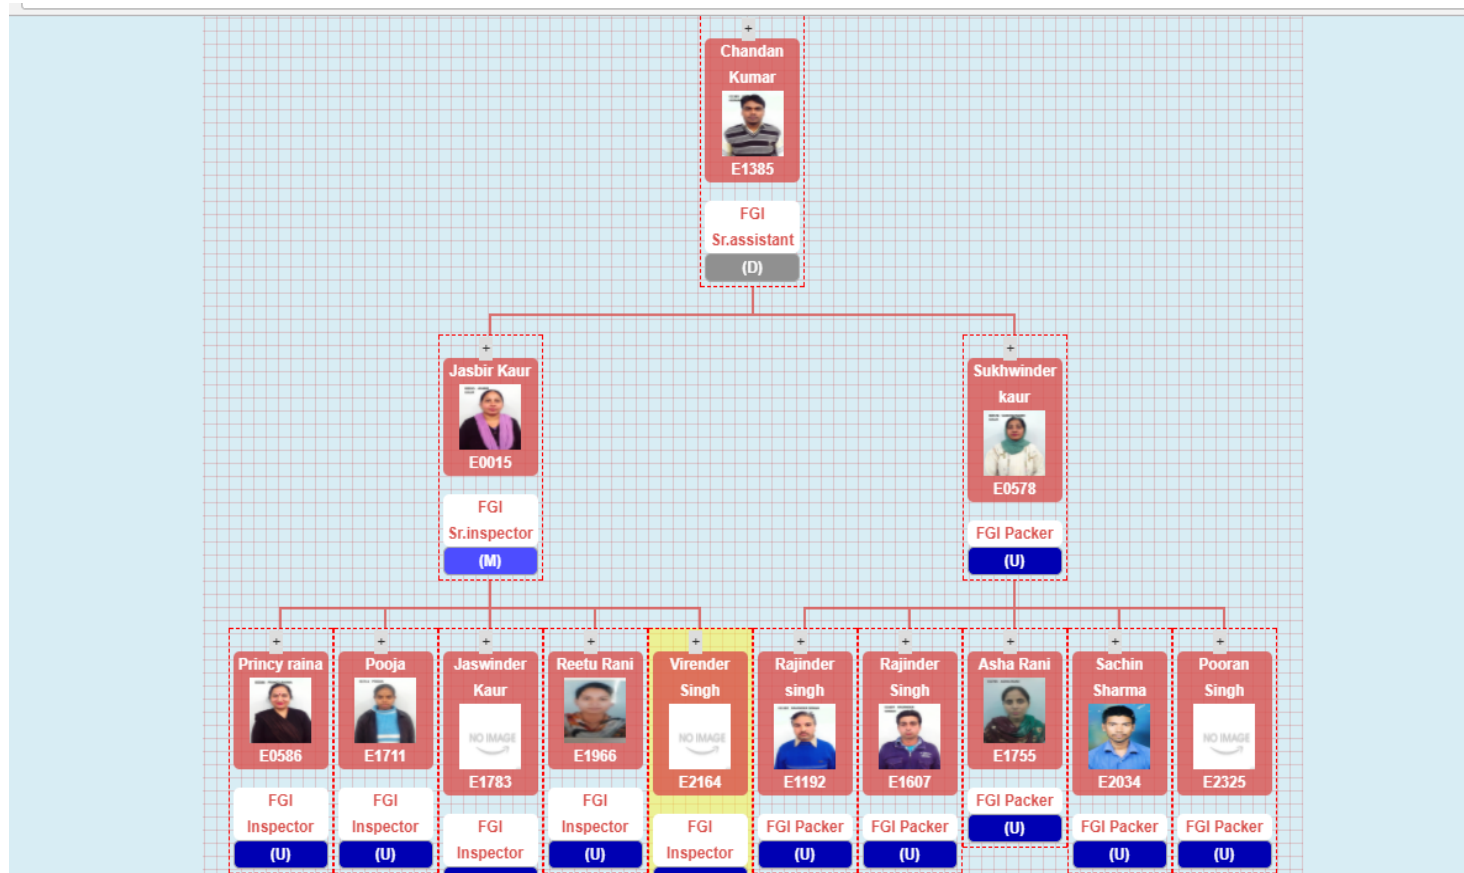 +
Chandan
Kumar
E1385
FGI
Sr.assistant
(D)
+
Jasbir Kaur
E0015
FGI
Sr.inspector
(M)
+
Sukhwinder
kaur
E0578
FGI Packer
(U)
+
Princy raina
E0586
FGI
Inspector
(U)
+
Pooja
E1711
FGI
Inspector
(U)
+
Jaswinder
Kaur
NO IMAGE
E1783
FGI
Inspector
+
Reetu Rani
E1966
FGI
Inspector
(U)
+
Virender
Singh
NO IMAGE
E2164
FGI
Inspector
+
Rajinder
singh
E1192
FGI Packer
(U)
+
Rajinder
Singh
E1607
FGI Packer
(U)
+
Asha Rani
E1755
FGI Packer
(U)
+
Sachin
Sharma
E2034
FGI Packer
(U)
+
Pooran
Singh
NO IMAGE
E2325
FGI Packer
(U)